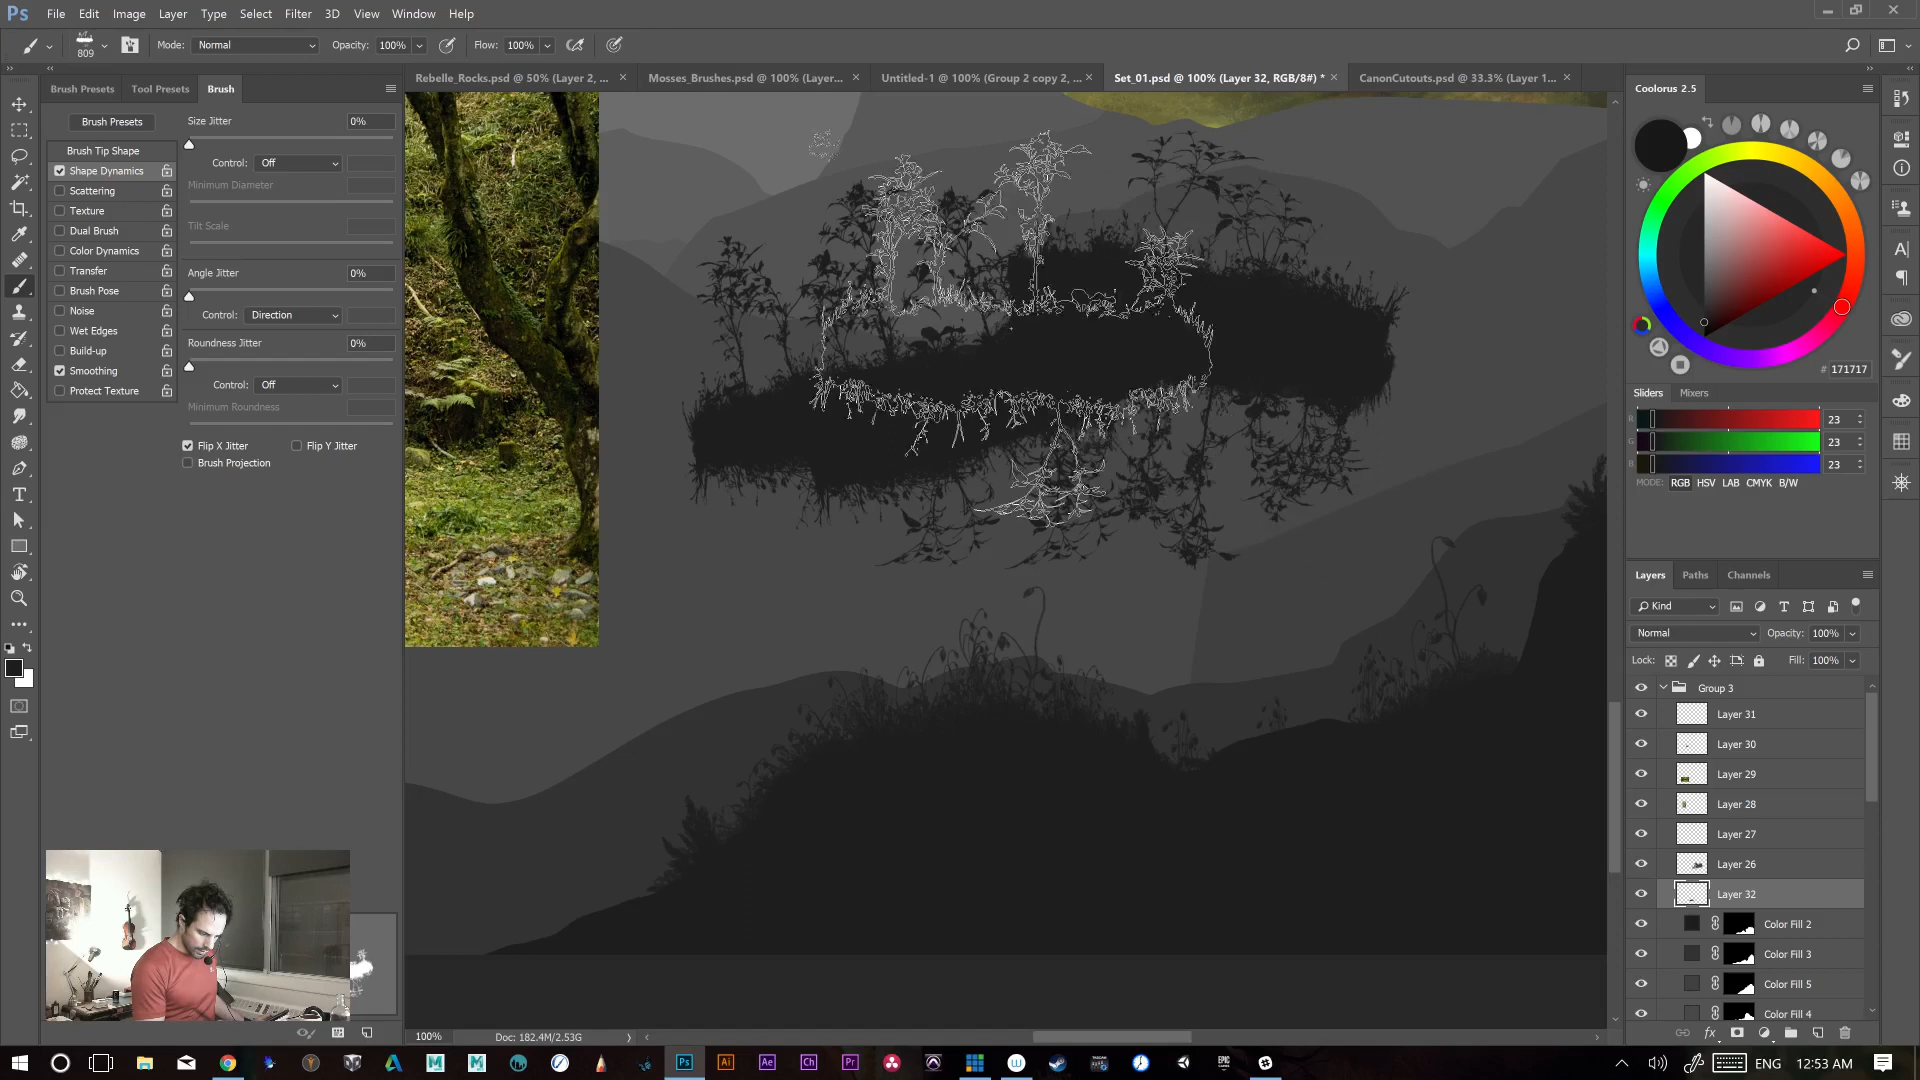 Ps File Edit Image Layer Type Select Filter 3D View Window Help
809 Mode: Normal Opacity: 100% Flow: 100%
Rebelle_Rocks.psd @ 50% (Layer 2, ... Mosses_Brushes.psd @ 100% (Layer... Untitled-1 @ 100% (Group 2 copy 2, ... Set_01.psd @ 100% (Layer 32, RGB/8#) * CanonCutouts.psd @ 33.3% (Layer 1...
Brush Presets Tool Presets Brush
Brush Presets
Brush Tip Shape
Shape Dynamics
Scattering
Texture
Dual Brush
Color Dynamics
Transfer
Brush Pose
Noise
Wet Edges
Build-up
Smoothing
Protect Texture
Size Jitter 0%
Control: Off
Minimum Diameter
Tilt Scale
Angle Jitter 0%
Control: Direction
Roundness Jitter 0%
Control: Off
Minimum Roundness
Flip X Jitter Flip Y Jitter
Brush Projection
Coolorus 2.5
# 171717
Sliders Mixers
R 23
G 23
B 23
MODE: RGB HSV LAB CMYK B/W
Layers Paths Channels
Kind
Normal Opacity: 100%
Lock: Fill: 100%
Group 3
Layer 31
Layer 30
Layer 29
Layer 28
Layer 27
Layer 26
Layer 32
Color Fill 2
Color Fill 3
Color Fill 5
Color Fill 4
fx
100% Doc: 182.4M/2.53G
Ps Ai Ae Ch Pr
ENG 12:53 AM